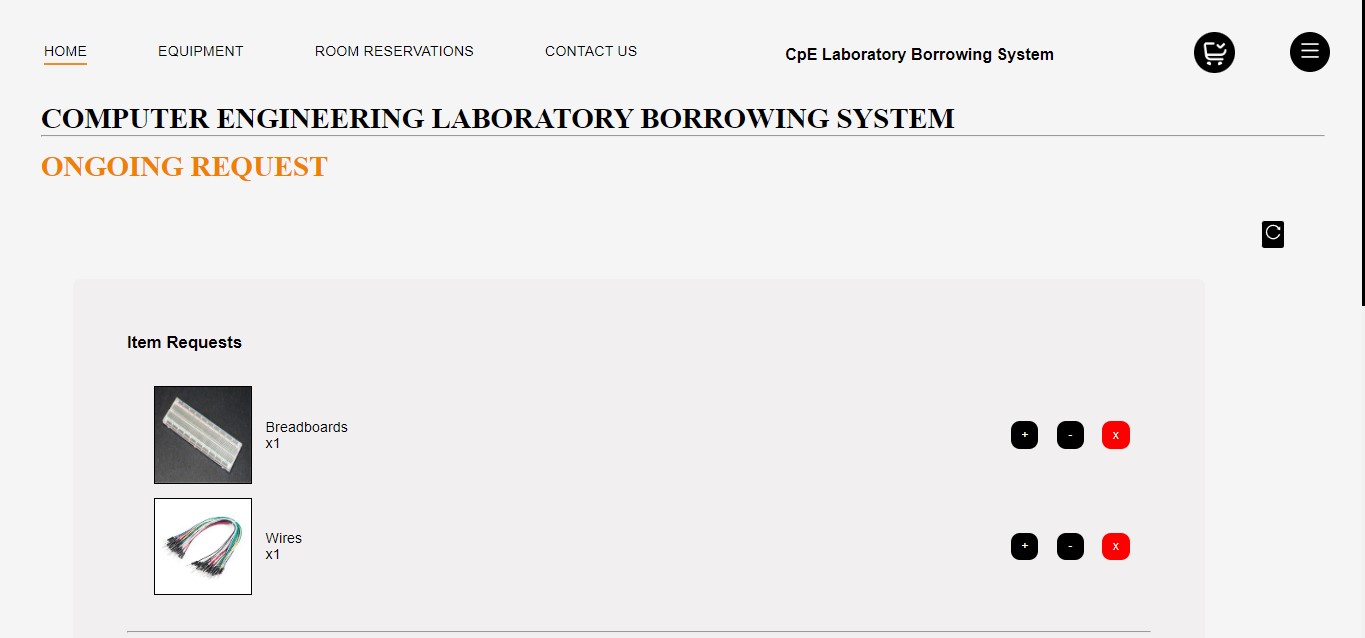 HOME
EQUIPMENT
ROOM RESERVATIONS
CONTACT US
CpE Laboratory Borrowing System
COMPUTER ENGINEERING LABORATORY BORROWING SYSTEM
ONGOING REQUEST
Item Requests
Breadboards
x1
+ - x
Wires
x1
+ - x